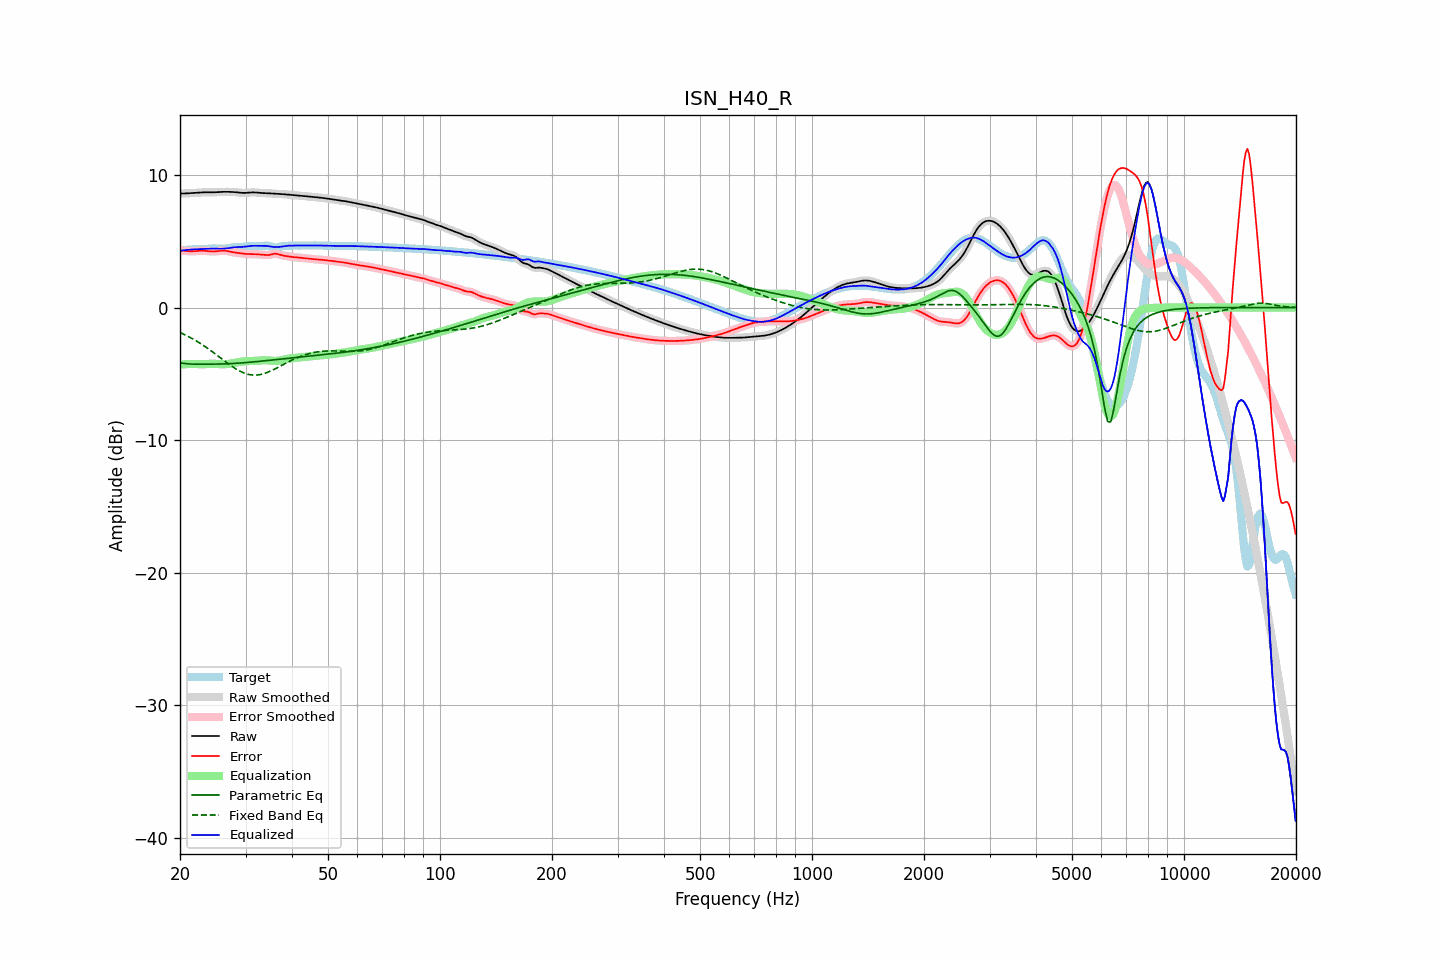 ISN_H40_R
10
0
−10
−20
−30
−40
Amplitude (dBr)
Target
Raw Smoothed
Error Smoothed
Raw
Error
Equalization
Parametric Eq
Fixed Band Eq
Equalized
20 50 100 200 500 1000 2000 5000 10000 20000
Frequency (Hz)